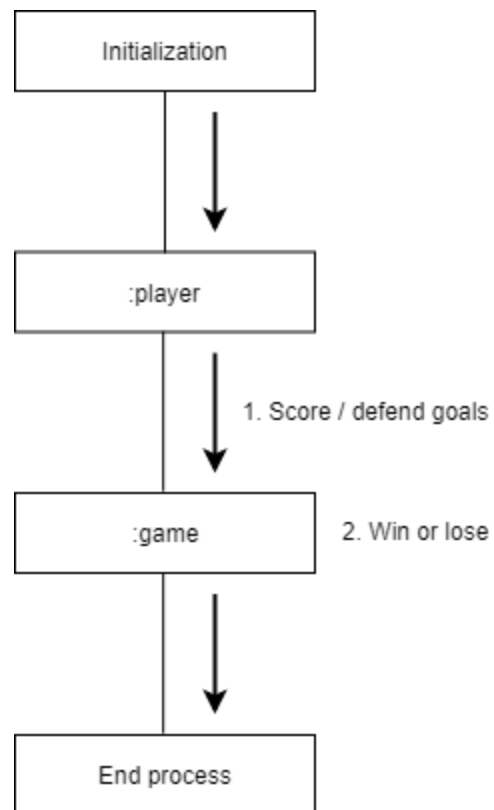 Initialization
:player
1. Score / defend goals
:game
2. Win or lose
End process